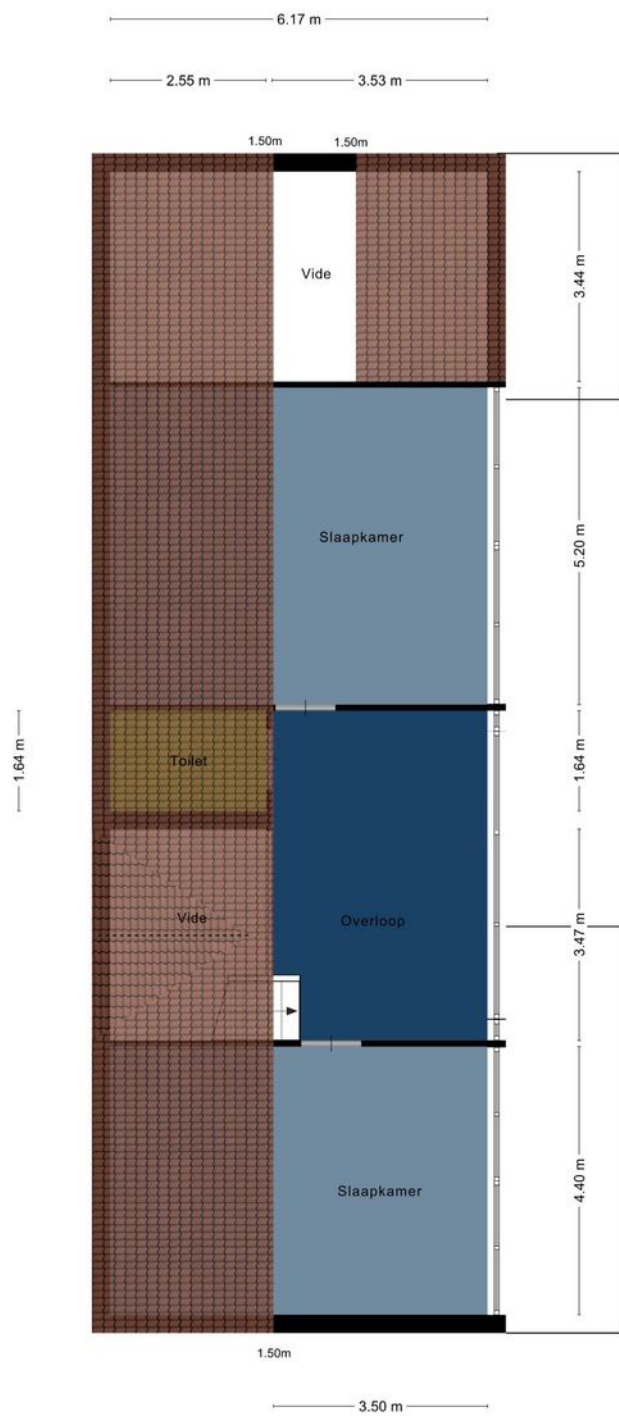 6.17 m
2.55 m
3.53 m
1.50m
1.50m
Vide
3.44 m
Slaapkamer
5.20 m
1.64 m
Toilet
1.64 m
Vide
Overloop
3.47 m
Slaapkamer
4.40 m
1.50m
3.50 m